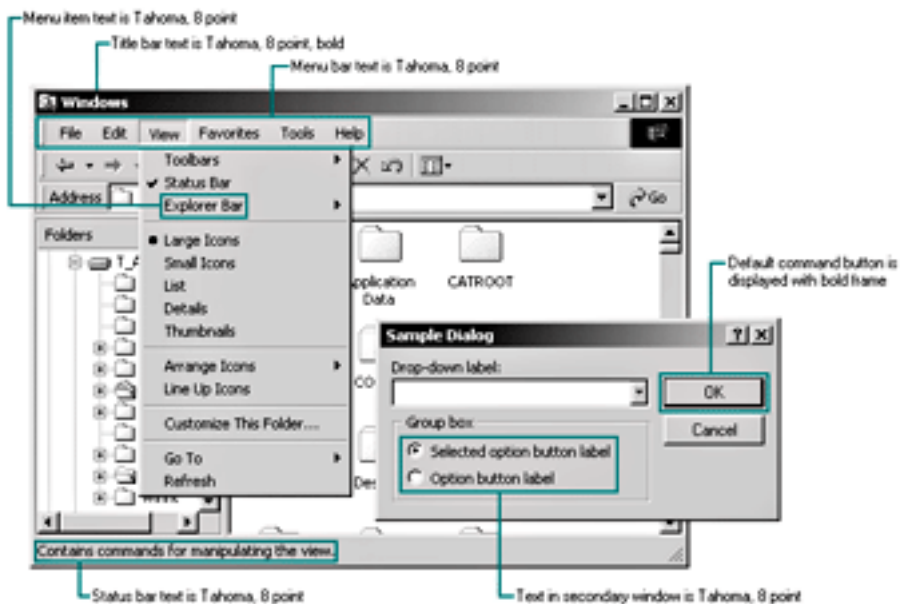 Menu item text is Tahoma, 8 point
Title bar text is Tahoma, 8 point, bold
Menu bar text is Tahoma, 8 point
Windows
File Edit View Favorites Tools Help
Toolbars
Status Bar
Address
Go
Explorer Bar
Folders
Large Icons
Small Icons
List
Details
Thumbnails
Arrange Icons
Line Up Icons
Customize This Folder....
Go To
Refresh
Data
CATROOT
Default command button is
displayed with bold frame
Sample Dialog
Drop-down label:
OK
Cancel
Group box
Selected option button label
Option button label
Contains commands for manipulating the view.
Status bar text is Tahoma, 8 point
Text in secondary window is Tahoma, 8 point